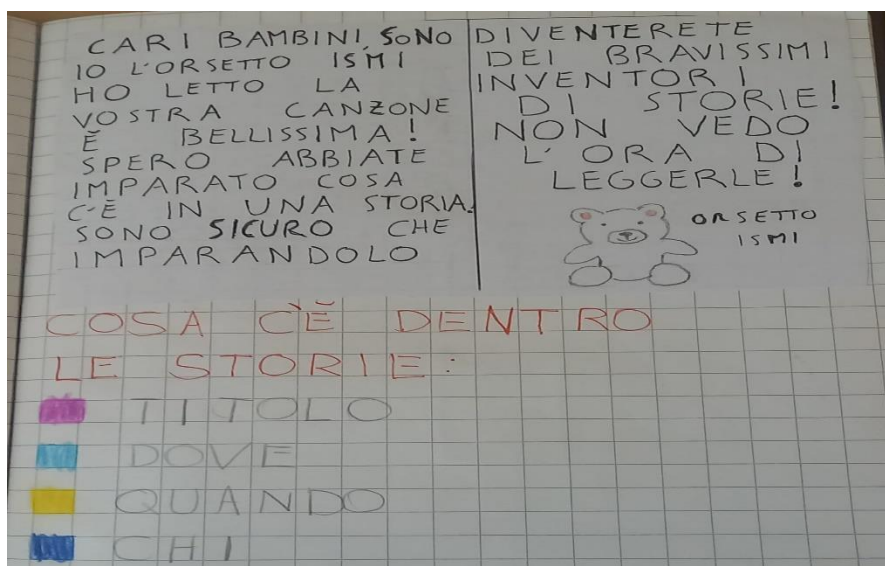 CARI BAMBINI, SONO
IO L'ORSETTO ISMI
HO LETTO LA
VOSTRA CANZONE
È BELLISSIMA!
SPERO ABBIATE
IMPARATO COSA
C'È IN UNA STORIA.
SONO SICURO CHE
IMPARANDOLO
DIVENTERETE
DEI BRAVISSIMI
INVENTORI
DI STORIE!
NON VEDO
L'ORA DI
LEGGERLE!
ORSETTO
ISMI
COSA C'È DENTRO
LE STORIE:
TITOLO
DOVE
QUANDO
CHI